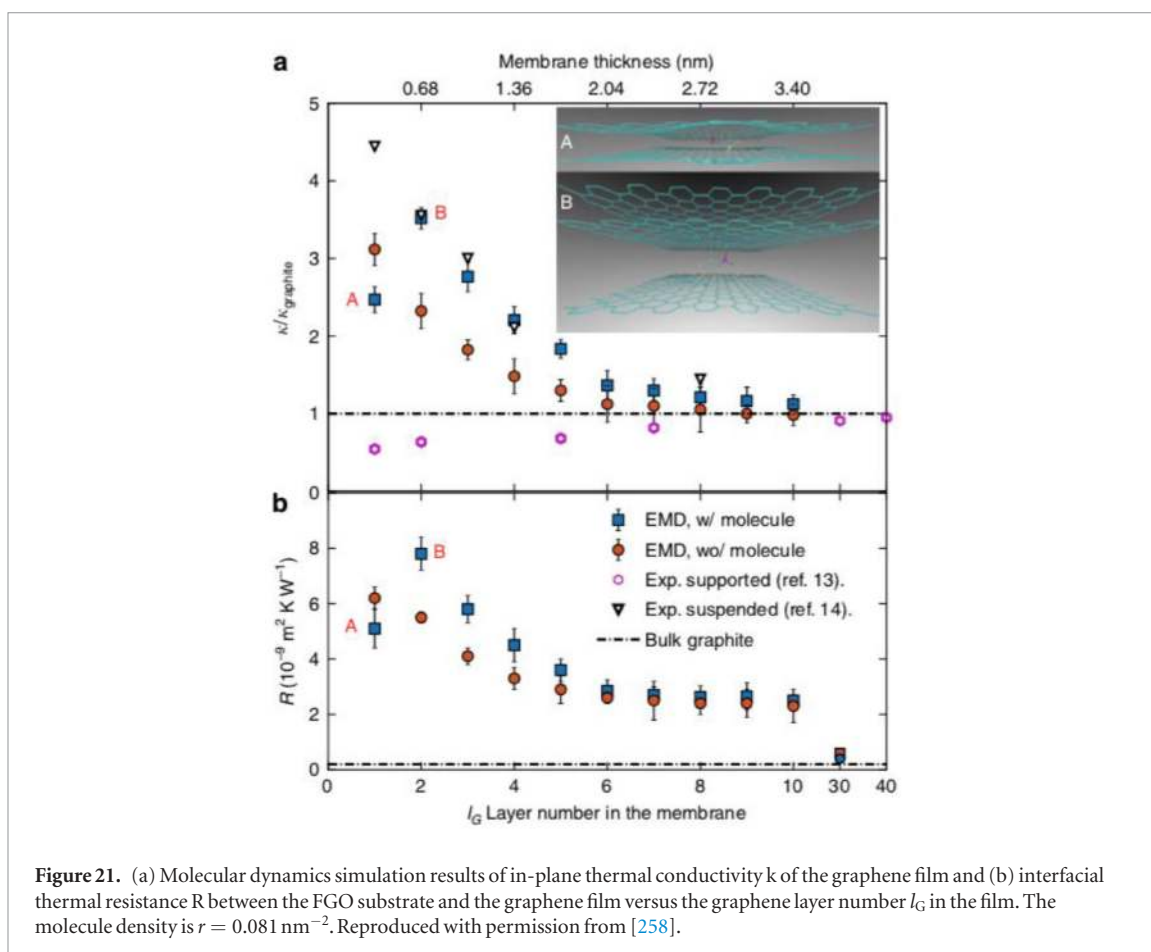 a
Membrane thickness (nm)
0.68 1.36 2.04 2.72 3.40
5
4
3
2
1
0
κ/κgraphite
A
B
A
B
b
8
6
4
2
0
R (10⁻⁹ m² K W⁻¹)
A
B
EMD, w/ molecule
EMD, wo/ molecule
Exp. supported (ref. 13).
Exp. suspended (ref. 14).
Bulk graphite
0 2 4 6 8 10 30 40
lG Layer number in the membrane
Figure 21. (a) Molecular dynamics simulation results of in-plane thermal conductivity k of the graphene film and (b) interfacial
thermal resistance R between the FGO substrate and the graphene film versus the graphene layer number lG in the film. The
molecule density is r = 0.081 nm⁻². Reproduced with permission from [258].